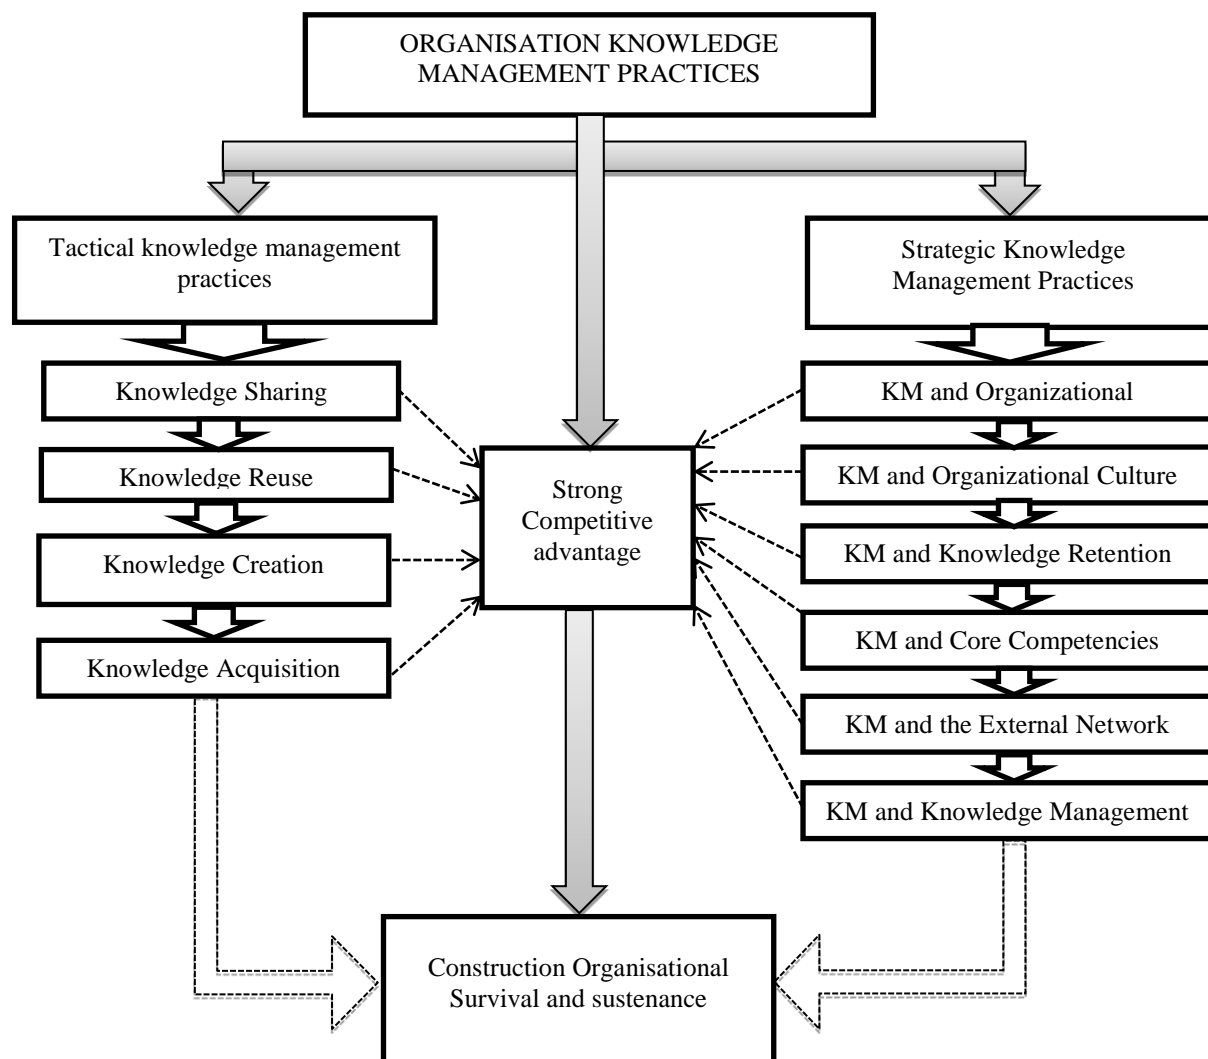 ORGANISATION KNOWLEDGE
MANAGEMENT PRACTICES
Tactical knowledge management
practices
Strategic Knowledge
Management Practices
Knowledge Sharing
Knowledge Reuse
Knowledge Creation
Knowledge Acquisition
Strong
Competitive
advantage
KM and Organizational
KM and Organizational Culture
KM and Knowledge Retention
KM and Core Competencies
KM and the External Network
KM and Knowledge Management
Construction Organisational
Survival and sustenance